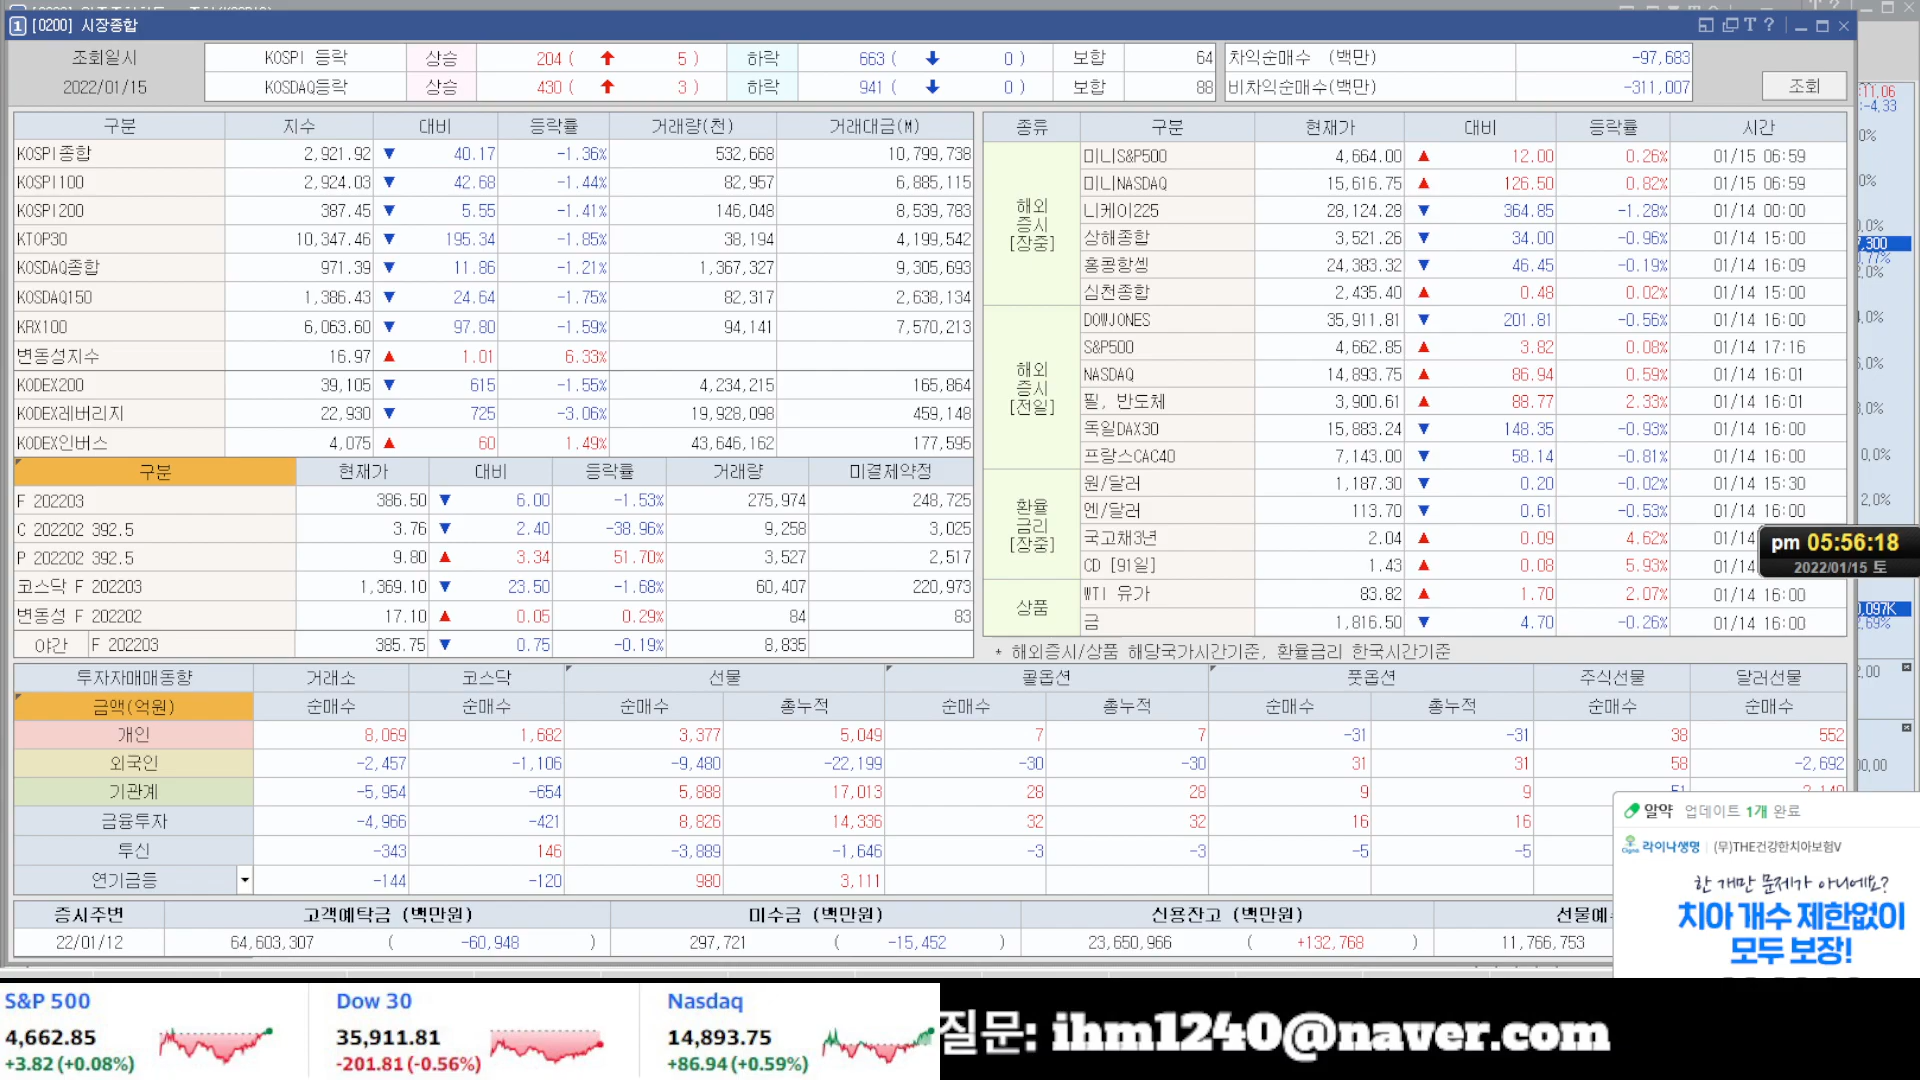 1 [0200] 시장종합
조회일시 KOSPI 등락 상승 204 ( 5 ) 하락 663 ( 0 ) 보합 64 차익순매수 (백만) -97,683
2022/01/15 KOSDAQ등락 상승 430 ( 3 ) 하락 941 ( 0 ) 보합 88 비차익순매수(백만) -311,007 조회
구분 지수 대비 등락률 거래량(천) 거래대금(M)
KOSPI종합 2,921.92 ▼ 40.17 -1.36% 532,668 10,799,738
KOSPI100 2,924.03 ▼ 42.68 -1.44% 82,957 6,885,115
KOSPI200 387.45 ▼ 5.55 -1.41% 146,048 8,539,783
KTOP30 10,347.46 ▼ 195.34 -1.85% 38,194 4,199,542
KOSDAQ종합 971.39 ▼ 11.86 -1.21% 1,367,327 9,305,693
KOSDAQ150 1,386.43 ▼ 24.64 -1.75% 82,317 2,638,134
KRX100 6,063.60 ▼ 97.80 -1.59% 94,141 7,570,213
변동성지수 16.97 ▲ 1.01 6.33%
KODEX200 39,105 ▼ 615 -1.55% 4,234,215 165,864
KODEX레버리지 22,930 ▼ 725 -3.06% 19,928,098 459,148
KODEX인버스 4,075 ▲ 60 1.49% 43,646,162 177,595
구분 현재가 대비 등락률 거래량 미결제약정
F 202203 386.50 ▼ 6.00 -1.53% 275,974 248,725
C 202202 392.5 3.76 ▼ 2.40 -38.96% 9,258 3,025
P 202202 392.5 9.80 ▲ 3.34 51.70% 3,527 2,517
코스닥 F 202203 1,369.10 ▼ 23.50 -1.68% 60,407 220,973
변동성 F 202202 17.10 ▲ 0.05 0.29% 84 83
야간 F 202203 385.75 ▼ 0.75 -0.19% 8,835
종류 구분 현재가 대비 등락률 시간
해외
증시
[장중]
미니S&P500 4,664.00 ▲ 12.00 0.26% 01/15 06:59
미니NASDAQ 15,616.75 ▲ 126.50 0.82% 01/15 06:59
니케이225 28,124.28 ▼ 364.85 -1.28% 01/14 00:00
상해종합 3,521.26 ▼ 34.00 -0.96% 01/14 15:00
홍콩항셍 24,383.32 ▼ 46.45 -0.19% 01/14 16:09
심천종합 2,435.40 ▲ 0.48 0.02% 01/14 15:00
해외
증시
[전일]
DOWJONES 35,911.81 ▼ 201.81 -0.56% 01/14 16:00
S&P500 4,662.85 ▲ 3.82 0.08% 01/14 17:16
NASDAQ 14,893.75 ▲ 86.94 0.59% 01/14 16:01
필, 반도체 3,900.61 ▲ 88.77 2.33% 01/14 16:01
독일DAX30 15,883.24 ▼ 148.35 -0.93% 01/14 16:00
프랑스CAC40 7,143.00 ▼ 58.14 -0.81% 01/14 16:00
환율
금리
[장중]
원/달러 1,187.30 ▼ 0.20 -0.02% 01/14 15:30
엔/달러 113.70 ▼ 0.61 -0.53% 01/14 16:00
국고채3년 2.04 ▲ 0.09 4.62% 01/14
CD [91일] 1.43 ▲ 0.08 5.93% 01/14
상품
WTI 유가 83.82 ▲ 1.70 2.07% 01/14 16:00
금 1,816.50 ▼ 4.70 -0.26% 01/14 16:00
* 해외증시/상품 해당국가시간기준, 환율금리 한국시간기준
pm 05:56:18
2022/01/15 토
투자자매매동향 거래소 코스닥 선물 콜옵션 풋옵션 주식선물 달러선물
금액(억원) 순매수 순매수 순매수 총누적 순매수 총누적 순매수 총누적 순매수 순매수
개인 8,069 1,682 3,377 5,049 7 7 -31 -31 38 552
외국인 -2,457 -1,106 -9,480 -22,199 -30 -30 31 31 58 -2,692
기관계 -5,954 -654 5,888 17,013 28 28 9 9
금융투자 -4,966 -421 8,826 14,336 32 32 16 16
투신 -343 146 -3,889 -1,646 -3 -3 -5 -5
연기금등 -144 -120 980 3,111
증시주변 고객예탁금 (백만원) 미수금 (백만원) 신용잔고 (백만원) 선물예
22/01/12 64,603,307 ( -60,948 ) 297,721 ( -15,452 ) 23,650,966 ( +132,768 ) 11,766,753
알약 업데이트 1개 완료
Cigna 라이나생명 (무)THE건강한치아보험V
한 개만 문제가 아니에요?
치아 개수 제한없이
모두 보장!
S&P 500
4,662.85
+3.82 (+0.08%)
Dow 30
35,911.81
-201.81 (-0.56%)
Nasdaq
14,893.75
+86.94 (+0.59%)
질문: ihm1240@naver.com